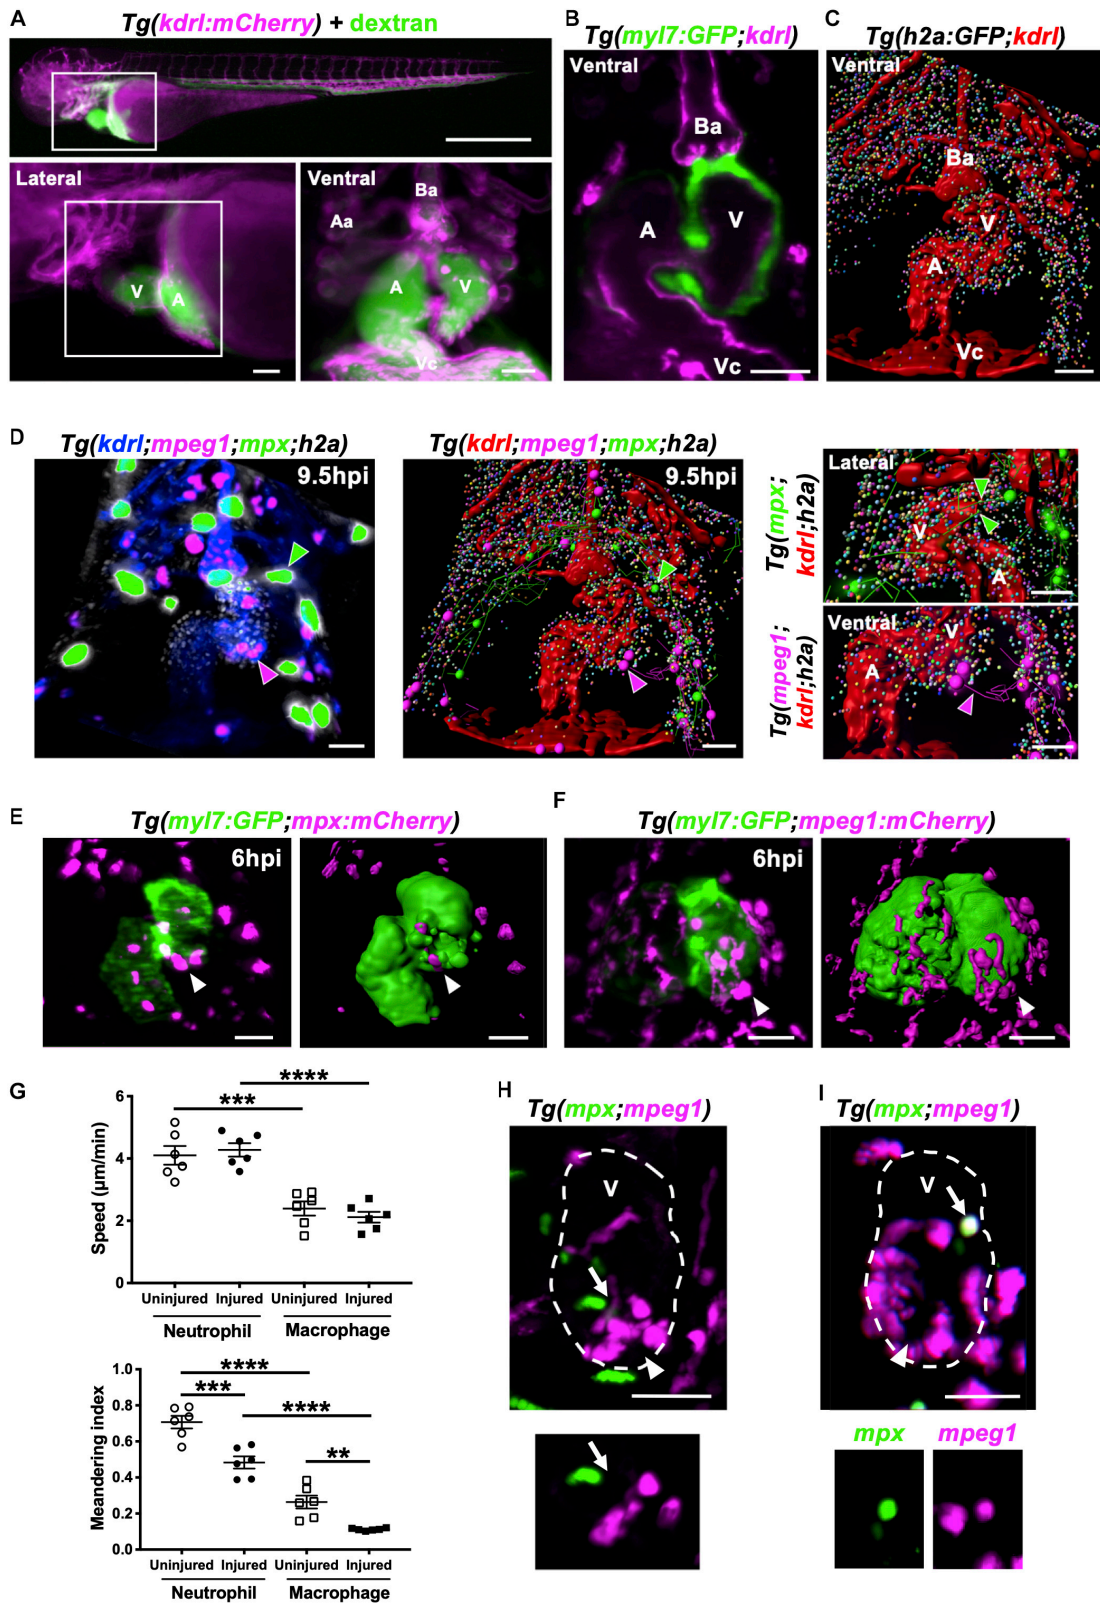 A
Tg(kdrl:mCherry) + dextran
Lateral
V
A
Ventral
Ba
Aa
A
V
Vc
B
Tg(myl7:GFP;kdrl)
Ventral
Ba
A
V
Vc
C
Tg(h2a:GFP;kdrl)
Ventral
Ba
V
A
Vc
D
Tg(kdrl;mpeg1;mpx;h2a)
9.5hpi
Tg(kdrl;mpeg1;mpx;h2a)
9.5hpi
Tg(mpx;
kdrl;h2a)
Lateral
V
A
Tg(mpeg1;
kdrl;h2a)
Ventral
V
A
E
Tg(myl7:GFP;mpx:mCherry)
6hpi
F
Tg(myl7:GFP;mpeg1:mCherry)
6hpi
G
Speed (µm/min)
6
4
2
0
***
****
Uninjured Injured Uninjured Injured
Neutrophil Macrophage
Meandering index
1.0
0.8
0.6
0.4
0.2
0.0
****
***
****
**
Uninjured Injured Uninjured Injured
Neutrophil Macrophage
H
Tg(mpx;mpeg1)
V
I
Tg(mpx;mpeg1)
V
mpx mpeg1